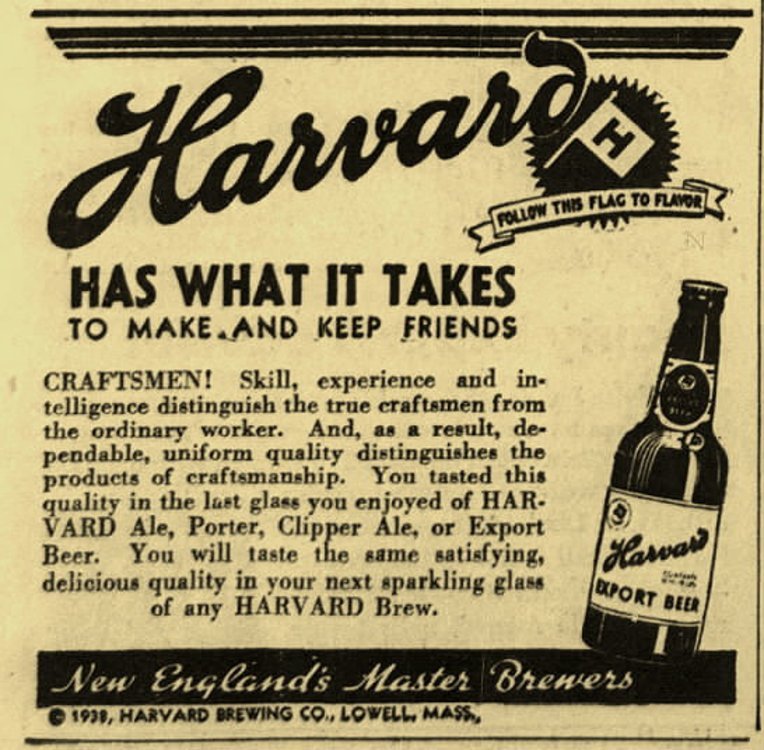 Harvard
H
FOLLOW THIS FLAG TO FLAVOR
N
HAS WHAT IT TAKES
TO MAKE AND KEEP FRIENDS
CRAFTSMEN! Skill, experience and in-
telligence distinguish the true craftsmen from
the ordinary worker. And, as a result, de-
pendable, uniform quality distinguishes the
products of craftsmanship. You tasted this
quality in the last glass you enjoyed of HAR-
VARD Ale, Porter, Clipper Ale, or Export
Beer. You will taste the same satisfying,
delicious quality in your next sparkling glass
of any HARVARD Brew.
H
Harvard
EXPORT BEER
New England's Master Brewers
© 1938, HARVARD BREWING CO., LOWELL, MASS.